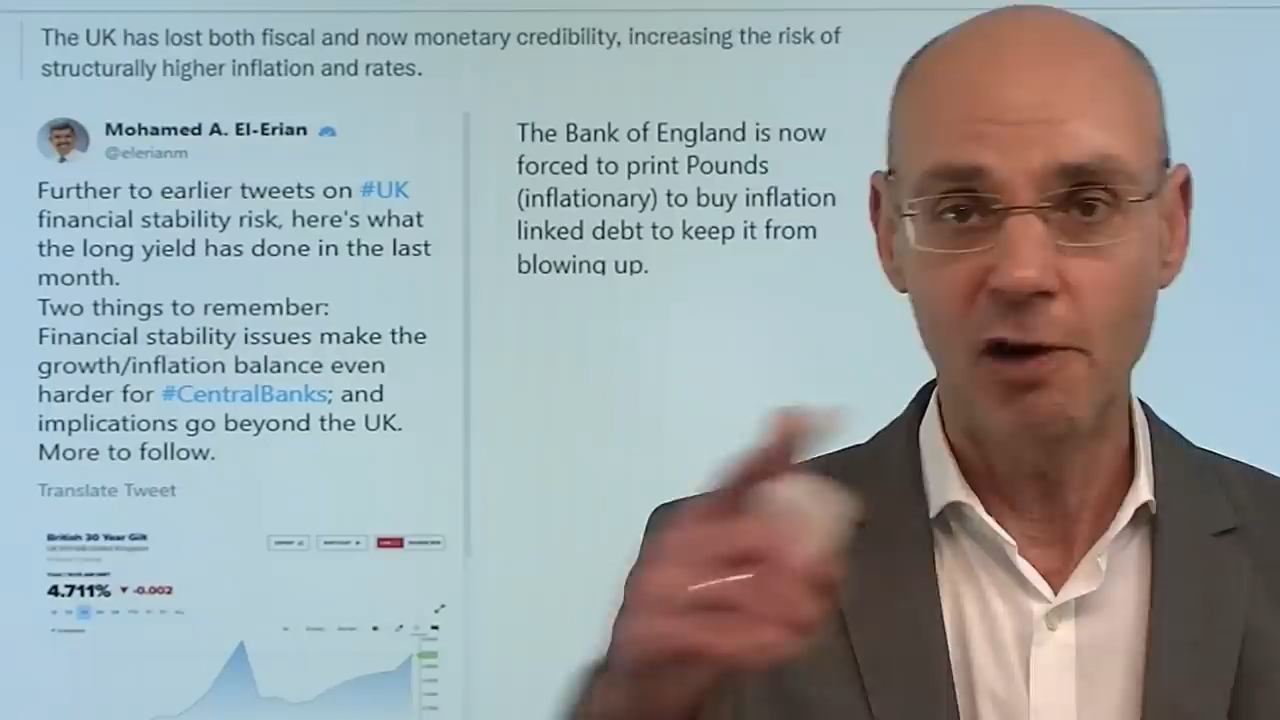 The UK has lost both fiscal and now monetary credibility, increasing the risk of
structurally higher inflation and rates.
Mohamed A. El-Erian
@elerianm
Further to earlier tweets on #UK
financial stability risk, here's what
the long yield has done in the last
month.
Two things to remember:
Financial stability issues make the
growth/inflation balance even
harder for #CentralBanks; and
implications go beyond the UK.
More to follow.
Translate Tweet
British 30 Year Gilt
4.711% ▼ -0.002
The Bank of England is now
forced to print Pounds
(inflationary) to buy inflation
linked debt to keep it from
blowing up.